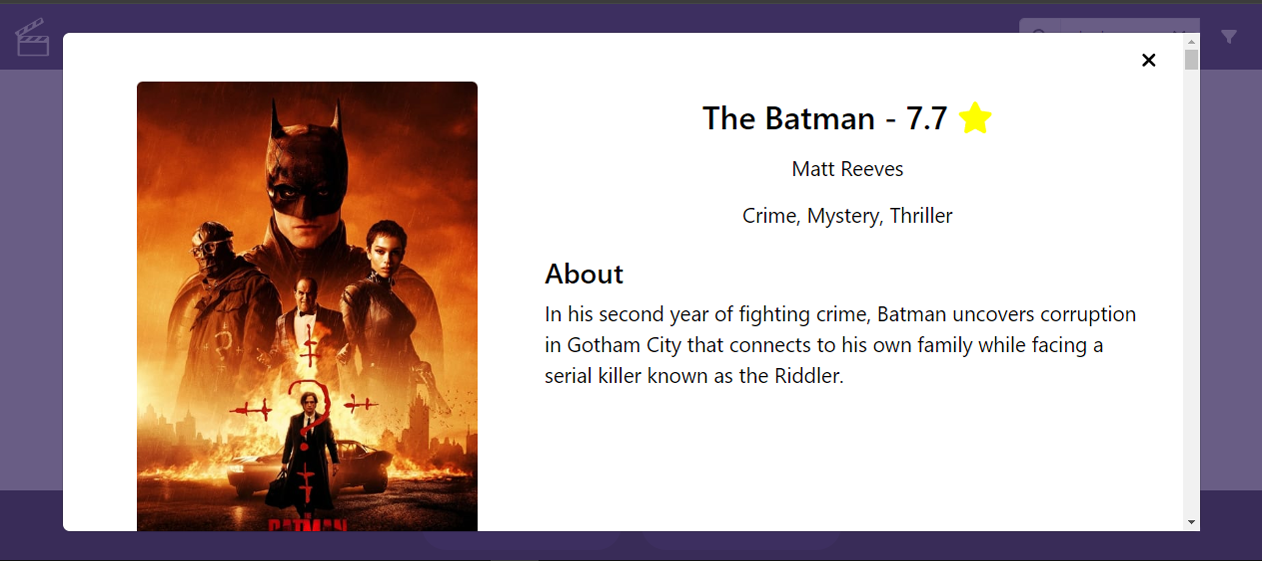 The Batman - 7.7
Matt Reeves
Crime, Mystery, Thriller
About
In his second year of fighting crime, Batman uncovers corruption
in Gotham City that connects to his own family while facing a
serial killer known as the Riddler.
BATMAN